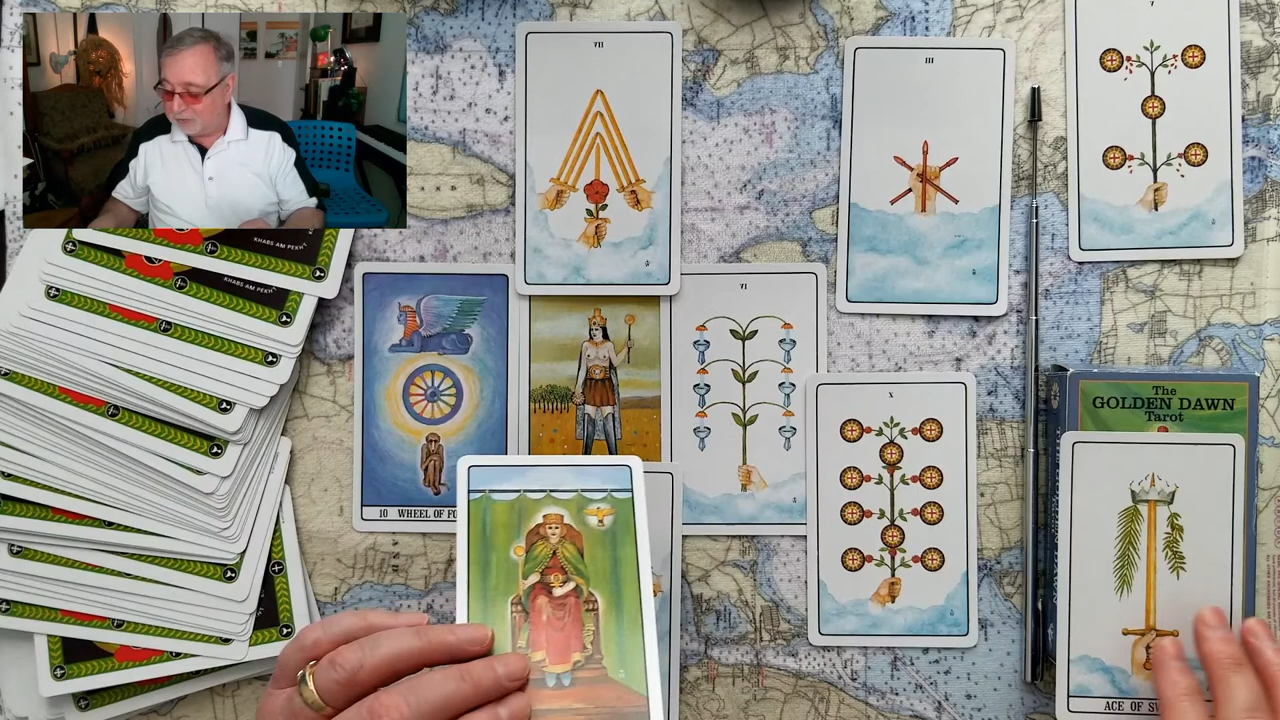 VII
III
V
KHABS AM PEKHT
KHABS AM PEKH
VI
10 WHEEL OF FO
X
The
GOLDEN DAWN
Tarot
ACE OF SW